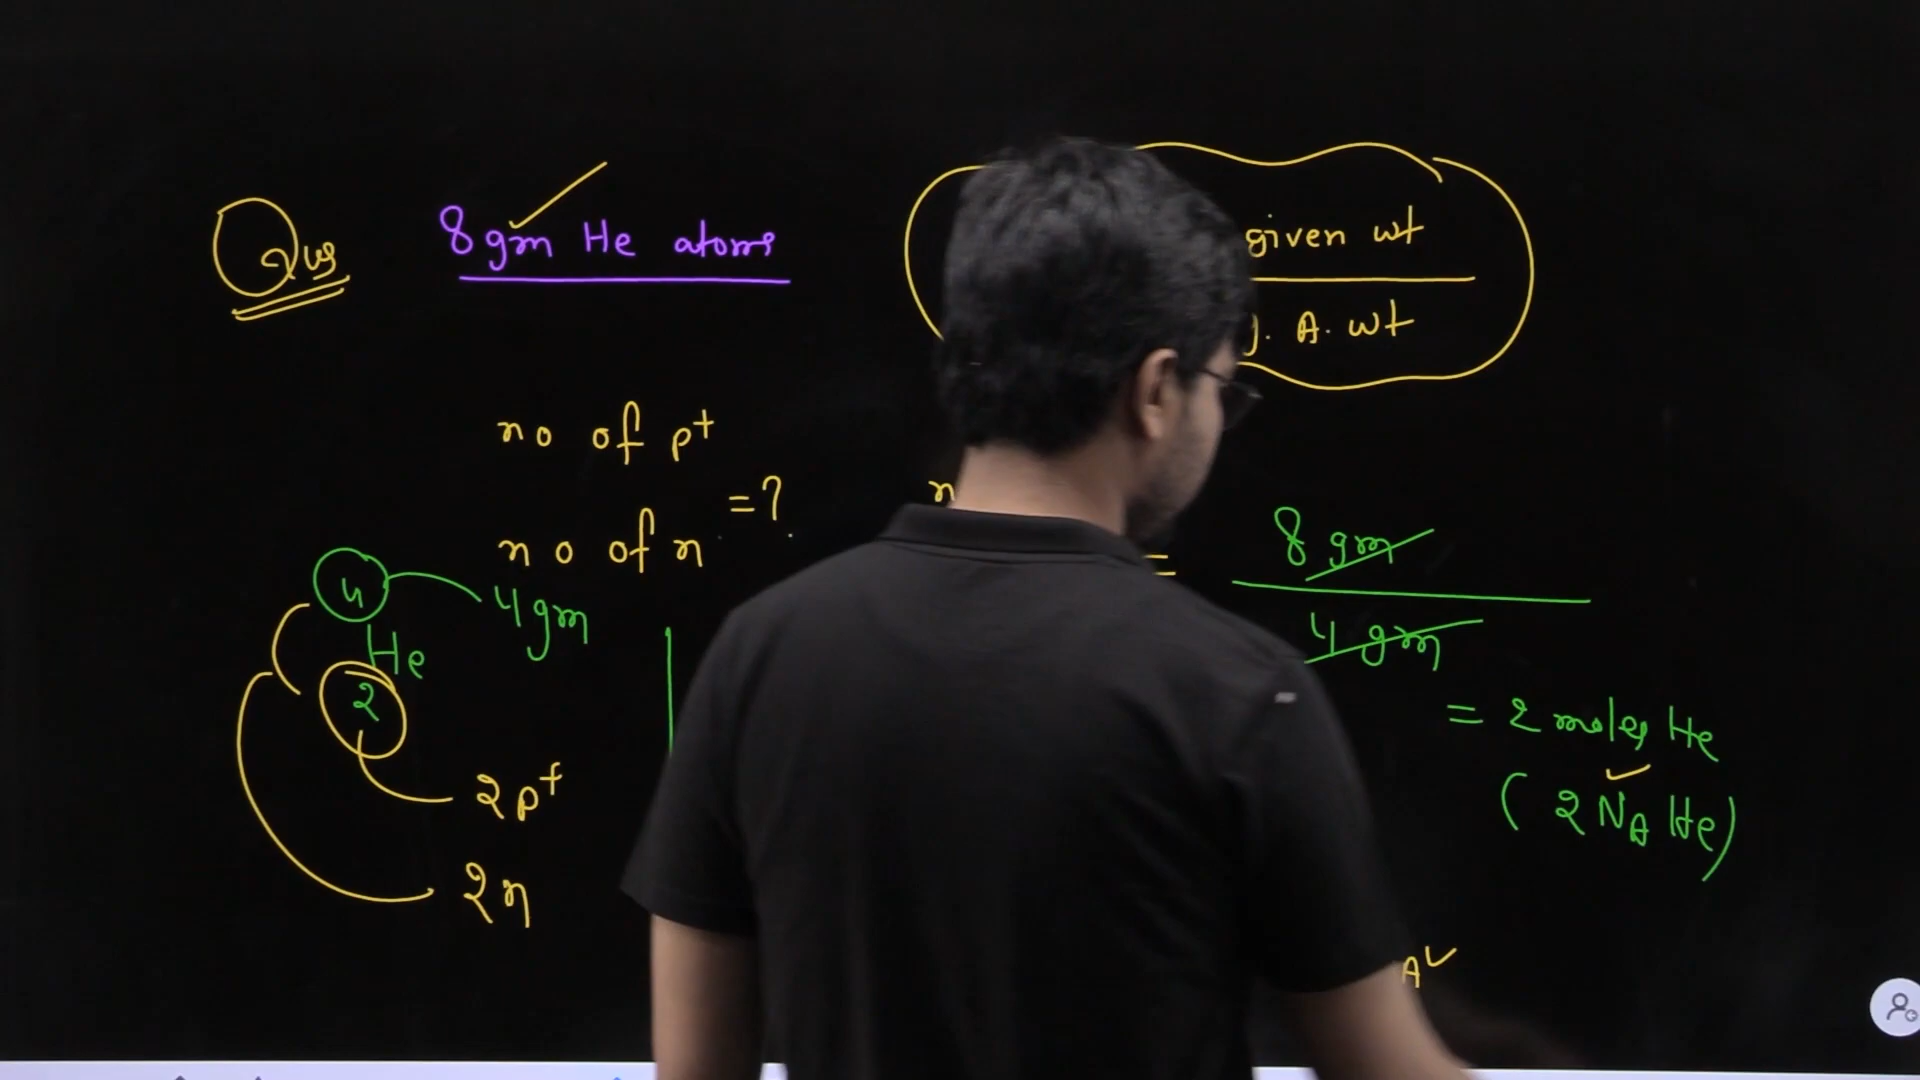 Qus
8 gm He atoms
given wt
g. A. wt
no of p+
no of n
= ?
n
=
8 gm
4 gm
4
He
2
4 gm
= 2 moles He
( 2 NA He )
2p+
2n
A